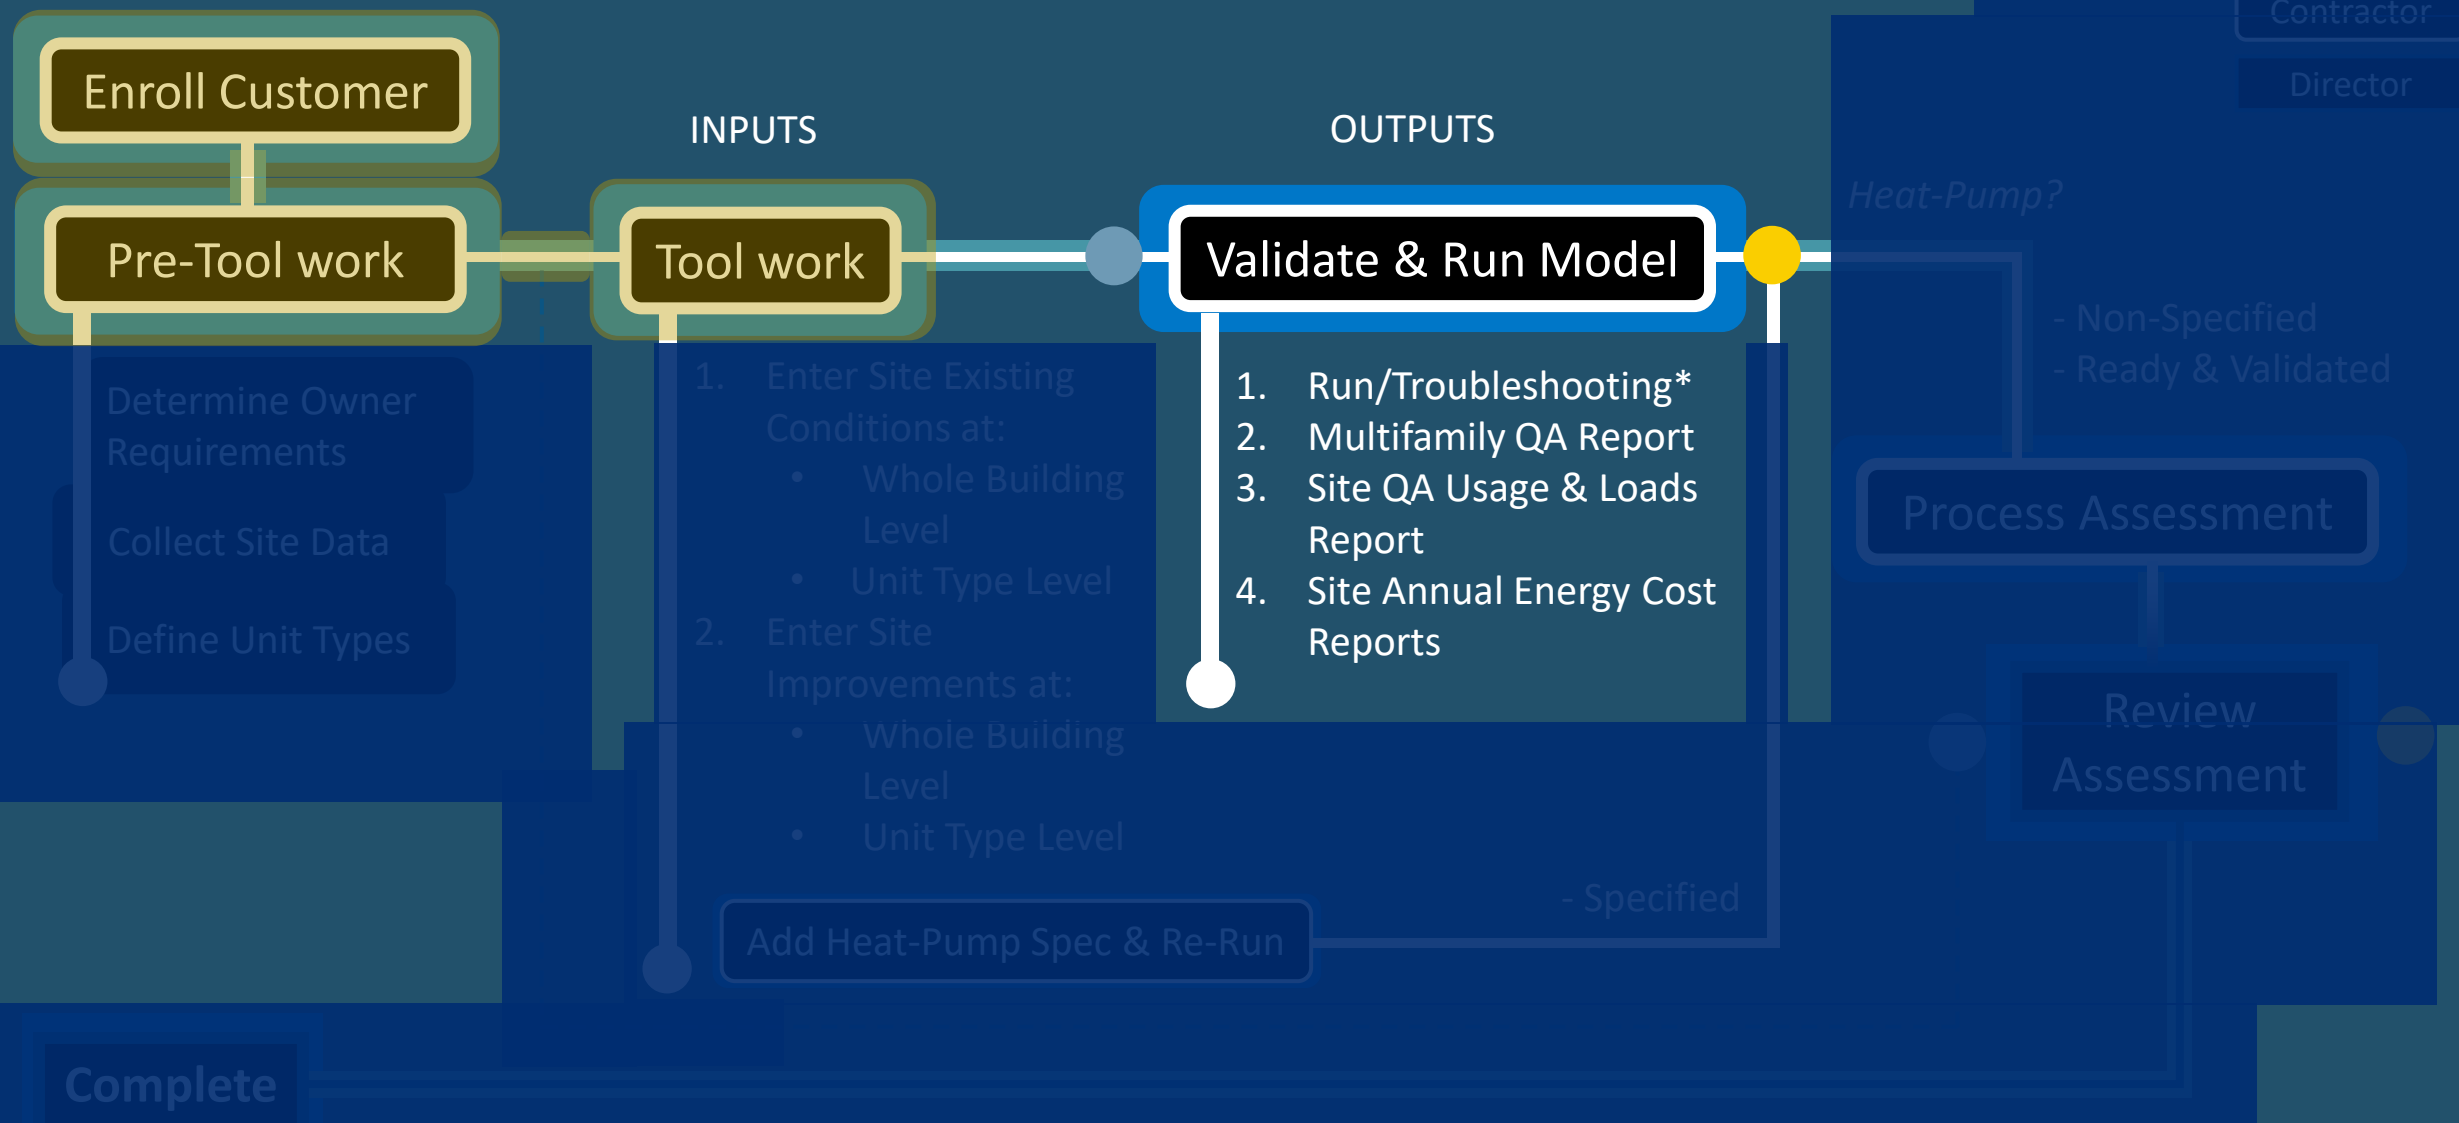 Contractor
Director
Enroll Customer
INPUTS
OUTPUTS
Pre-Tool work
Tool work
Validate & Run Model
Heat-Pump?
- Non-Specified
- Ready & Validated
Determine Owner
Requirements
Collect Site Data
Define Unit Types
1. Enter Site Existing
Conditions at:
• Whole Building
Level
• Unit Type Level
2. Enter Site
Improvements at:
• Whole Building
Level
• Unit Type Level
1. Run/Troubleshooting*
2. Multifamily QA Report
3. Site QA Usage & Loads
Report
4. Site Annual Energy Cost
Reports
Process Assessment
Review
Assessment
- Specified
Add Heat-Pump Spec & Re-Run
Complete